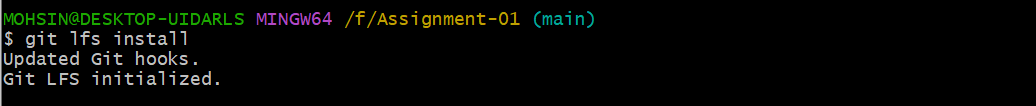 MOHSIN@DESKTOP-UIDARLS MINGW64 /f/Assignment-01 (main)
$ git lfs install
Updated Git hooks.
Git LFS initialized.